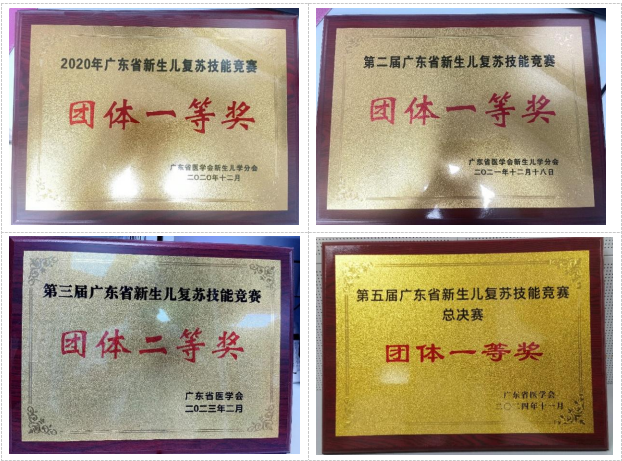 2020年广东省新生儿复苏技能竞赛
团体一等奖
广东省医学会新生儿学分会
二〇二〇年十二月
第二届广东省新生儿复苏技能竞赛
团体一等奖
广东省医学会新生儿学分会
二〇二一年十二月十八日
第三届广东省新生儿复苏技能竞赛
团体二等奖
广东省医学会
二〇二三年二月
第五届广东省新生儿复苏技能竞赛
总决赛
团体一等奖
广东省医学会
二〇二四年十一月